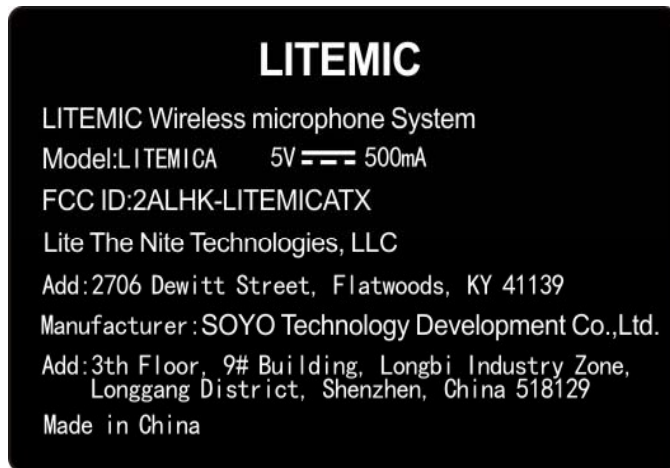 LITEMIC
LITEMIC Wireless microphone System
Model:LITEMICA 5V ⎓ 500mA
FCC ID:2ALHK-LITEMICATX
Lite The Nite Technologies, LLC
Add:2706 Dewitt Street, Flatwoods, KY 41139
Manufacturer:SOYO Technology Development Co.,Ltd.
Add:3th Floor, 9# Building, Longbi Industry Zone,
Longgang District, Shenzhen, China 518129
Made in China